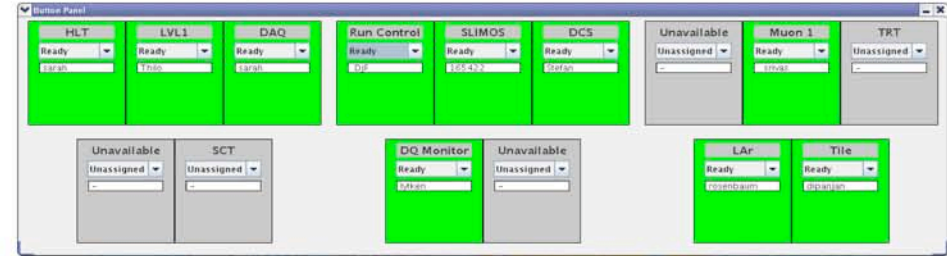 Button Panel
HLT LVL1 DAQ Run Control SLIMOS DCS Unavailable Muon 1 TRT
Ready Ready Ready Ready Ready Ready Unassigned Ready Unassigned
sarah Thilo sarah DjF 165422 Stefan - srivas -
Unavailable SCT DQ Monitor Unavailable LAr Tile
Unassigned Unassigned Ready Unassigned Ready Ready
- - - rosenbaum dipanjan